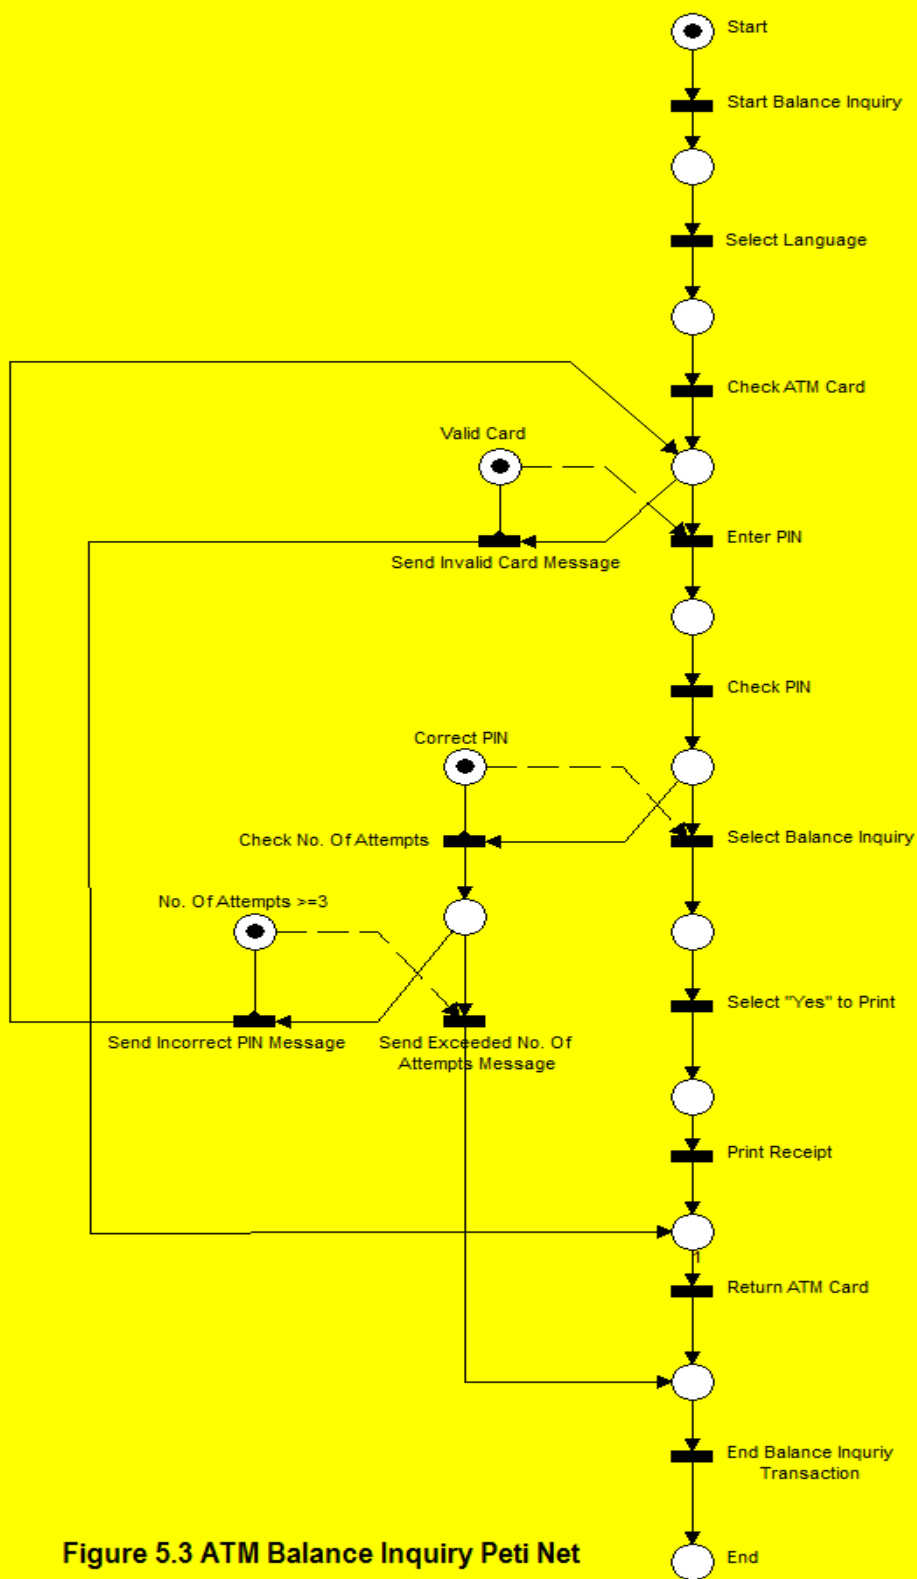 Start
Start Balance Inquiry
Select Language
Check ATM Card
Valid Card
Enter PIN
Send Invalid Card Message
Check PIN
Correct PIN
Check No. Of Attempts
Select Balance Inquiry
No. Of Attempts >=3
Select "Yes" to Print
Send Incorrect PIN Message
Send Exceeded No. Of
Attempts Message
Print Receipt
1
Return ATM Card
End Balance Inquriy
Transaction
Figure 5.3 ATM Balance Inquiry Peti Net
End